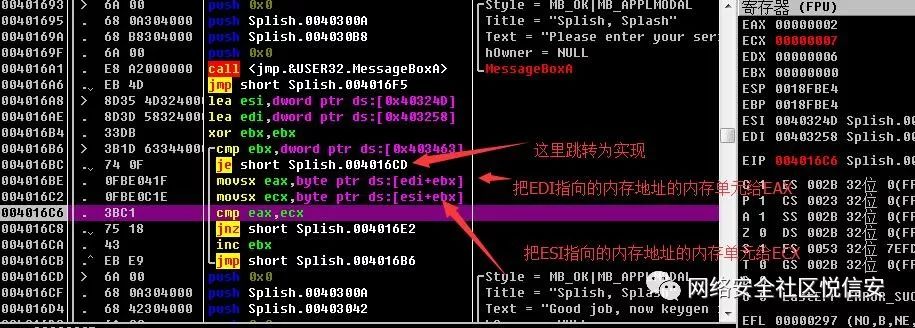 00401693 > 6A 00 push 0x0 Style = MB_OK|MB_APPLMODAL
00401695 . 68 0A304000 push Splish.0040300A Title = "Splish, Splash"
0040169A . 68 B8304000 push Splish.004030B8 Text = "Please enter your ser
0040169F . 6A 00 push 0x0 hOwner = NULL
004016A1 . E8 A2000000 call <jmp.&USER32.MessageBoxA> MessageBoxA
004016A6 . EB 4D jmp short Splish.004016F5
004016A8 > 8D35 4D324000 lea esi,dword ptr ds:[0x40324D]
004016AE . 8D3D 58324000 lea edi,dword ptr ds:[0x403258]
004016B4 . 33DB xor ebx,ebx
004016B6 > 3B1D 63344000 cmp ebx,dword ptr ds:[0x403463]
这里跳转为实现
004016BC . 74 0F je short Splish.004016CD
004016BE . 0FBE041F movsx eax,byte ptr ds:[edi+ebx]
把EDI指向的内存地址的内存单元给EAX
004016C2 . 0FBE0C1E movsx ecx,byte ptr ds:[esi+ebx]
004016C6 . 3BC1 cmp eax,ecx
004016C8 . 75 18 jnz short Splish.004016E2
004016CA . 43 inc ebx
把ESI指向的内存地址的内存单元给ECX
004016CB . EB E9 jmp short Splish.004016B6
004016CD > 6A 00 push 0x0 Style = MB_OK|MB_APPLMODAL
004016CF . 68 0A304000 push Splish.0040300A Title = "Splish, Splash"
004016D4 . 68 42304000 push Splish.00403042 Text = "Good job, now keygen
push 0x0
寄存器 (FPU)
EAX 00000002
ECX 00000007
EDX 00000006
EBX 00000000
ESP 0018FBE4
EBP 0018FBE4
ESI 0040324D Splish.
EDI 00403258 Splish.
EIP 004016C6 Splish.
C 1 ES 002B 32位 0(FF
P 1 CS 0023 32位 0(FF
A 1 SS 002B 32位 0(FF
Z 0 DS 002B 32位 0(FF
S 1 FS 0053 32位 7EFD
T 0 GS 002B 32位 0(FF
EFL 00000297 (NO,B,NE,
网络安全社区悦信安